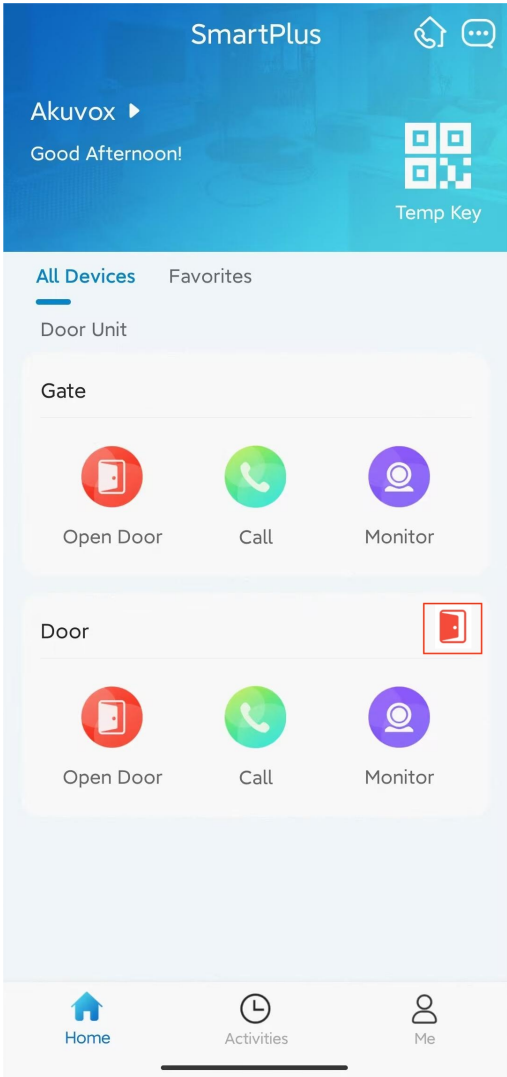 SmartPlus
Akuvox
Good Afternoon!
Temp Key
All Devices Favorites
Door Unit
Gate
Open Door Call Monitor
Door
Open Door Call Monitor
Home Activities Me